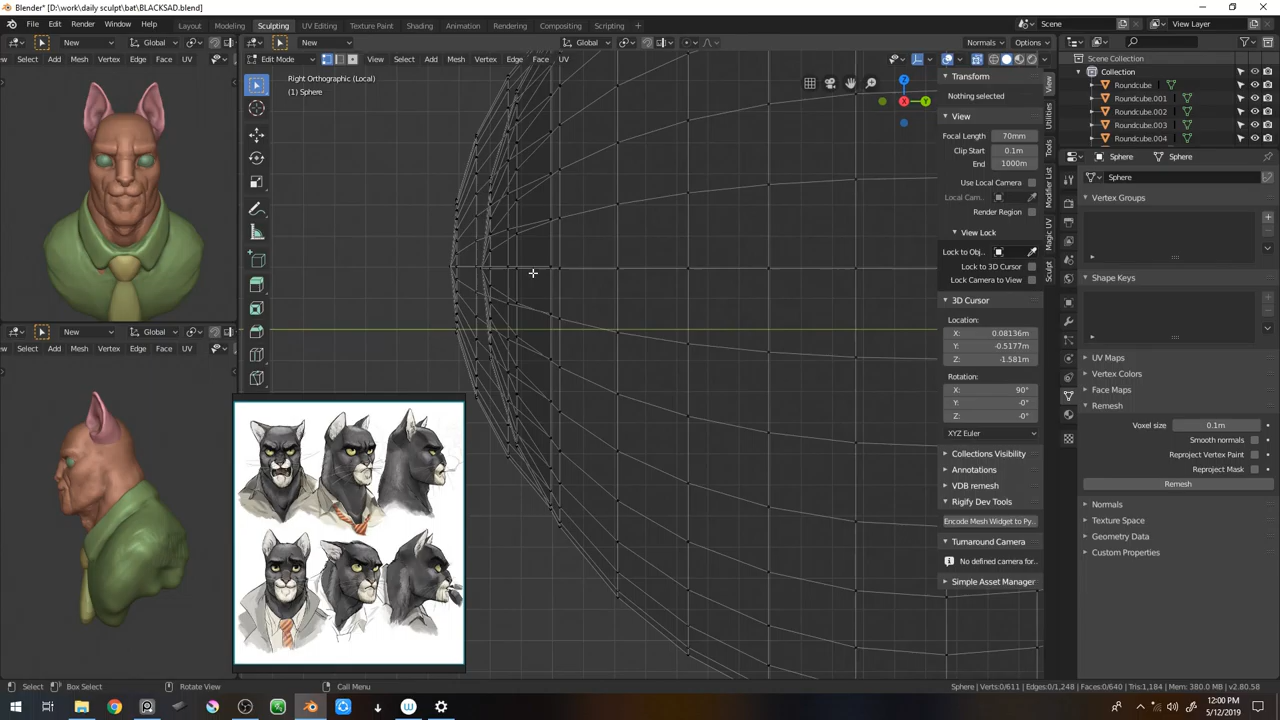 Blender* [D:\work\daily sculpt\bat\BLACKSAD.blend]
File Edit Render Window Help
Layout Modeling Sculpting UV Editing Texture Paint Shading Animation Rendering Compositing Scripting
Scene
View Layer
New Global
New Global Normals Options
Select Add Mesh Vertex Edge Face UV
Edit Mode View Select Add Mesh Vertex Edge Face UV
Right Orthographic (Local)
(1) Sphere
Z
X
Y
New Global
Select Add Mesh Vertex Edge Face UV
Transform
Nothing selected
View
Focal Length 70mm
Clip Start 0.1m
End 1000m
Use Local Camera
Local Cam..
Render Region
View Lock
Lock to Obj..
Lock to 3D Cursor
Lock Camera to View
3D Cursor
Location:
X: 0.08136m
Y: -0.5177m
Z: -1.581m
Rotation:
X: 90°
Y: -0°
Z: -0°
XYZ Euler
Collections Visibility
Annotations
VDB remesh
Rigify Dev Tools
Encode Mesh Widget to Py..
Turnaround Camera
No defined camera for..
Simple Asset Manager
View
Utilities
Tools
Modifier List
Magic UV
Sculpt
Scene Collection
Collection
Roundcube
Roundcube.001
Roundcube.002
Roundcube.003
Roundcube.004
Sphere Sphere
Sphere
Vertex Groups
Shape Keys
UV Maps
Vertex Colors
Face Maps
Remesh
Voxel size 0.1m
Smooth normals
Reproject Vertex Paint
Reproject Mask
Remesh
Normals
Texture Space
Geometry Data
Custom Properties
Select Box Select Rotate View Call Menu
Sphere | Verts:0/611 | Edges:0/1,248 | Faces:0/640 | Tris:1,184 | Mem: 380.0 MB | v2.80.58
12:00 PM
5/12/2019